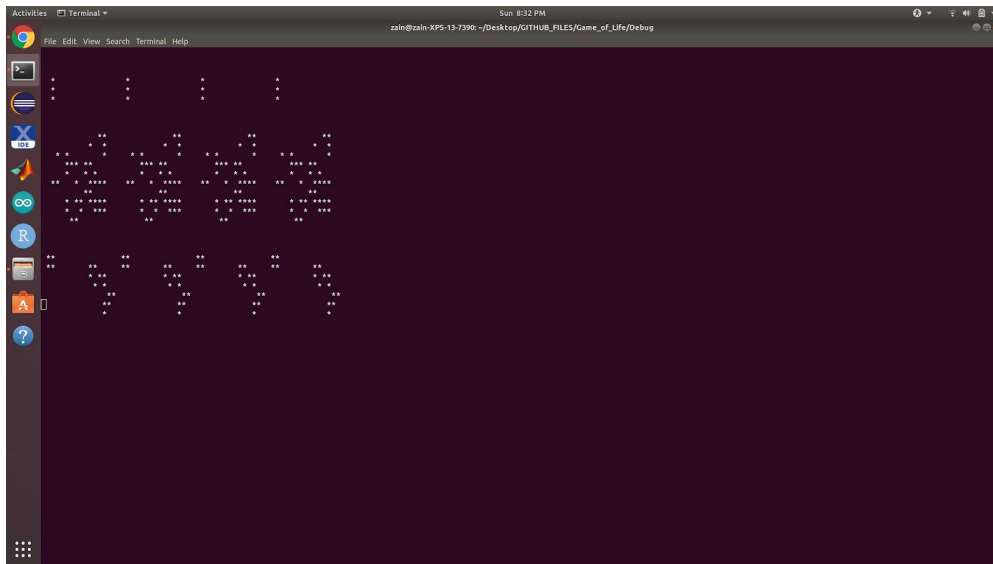 Activities Terminal Sun 8:32 PM
zain@zain-XPS-13-7390: ~/Desktop/GITHUB_FILES/Game_of_Life/Debug
File Edit View Search Terminal Help
* * * *
* * * *
* * * *
** ** ** **
* * * * * * * *
* * * * * * * * * * * *
*** ** *** ** *** ** *** **
* * * * * * * * * * * *
** * **** ** * **** ** * **** ** * ****
** ** ** **
* ** **** * ** **** * ** **** * ** ****
* * *** * * *** * * *** * * ***
** ** ** **
** ** ** **
** ** ** ** ** ** ** **
* ** * ** * ** * **
* * * * * * * *
** ** ** **
** ** ** **
* * * *
IDE
R
A
?